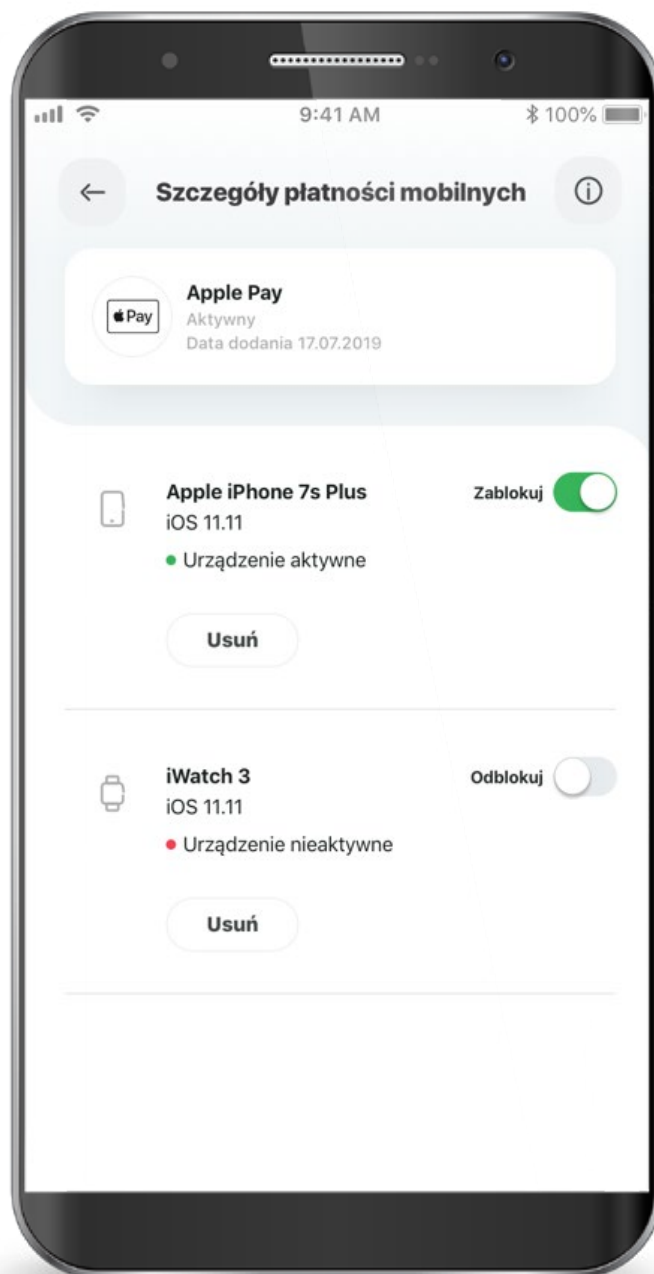 9:41 AM
100%
Szczegóły płatności mobilnych
Pay
Apple Pay
Aktywny
Data dodania 17.07.2019
Apple iPhone 7s Plus
Zablokuj
iOS 11.11
Urządzenie aktywne
Usuń
iWatch 3
Odblokuj
iOS 11.11
Urządzenie nieaktywne
Usuń